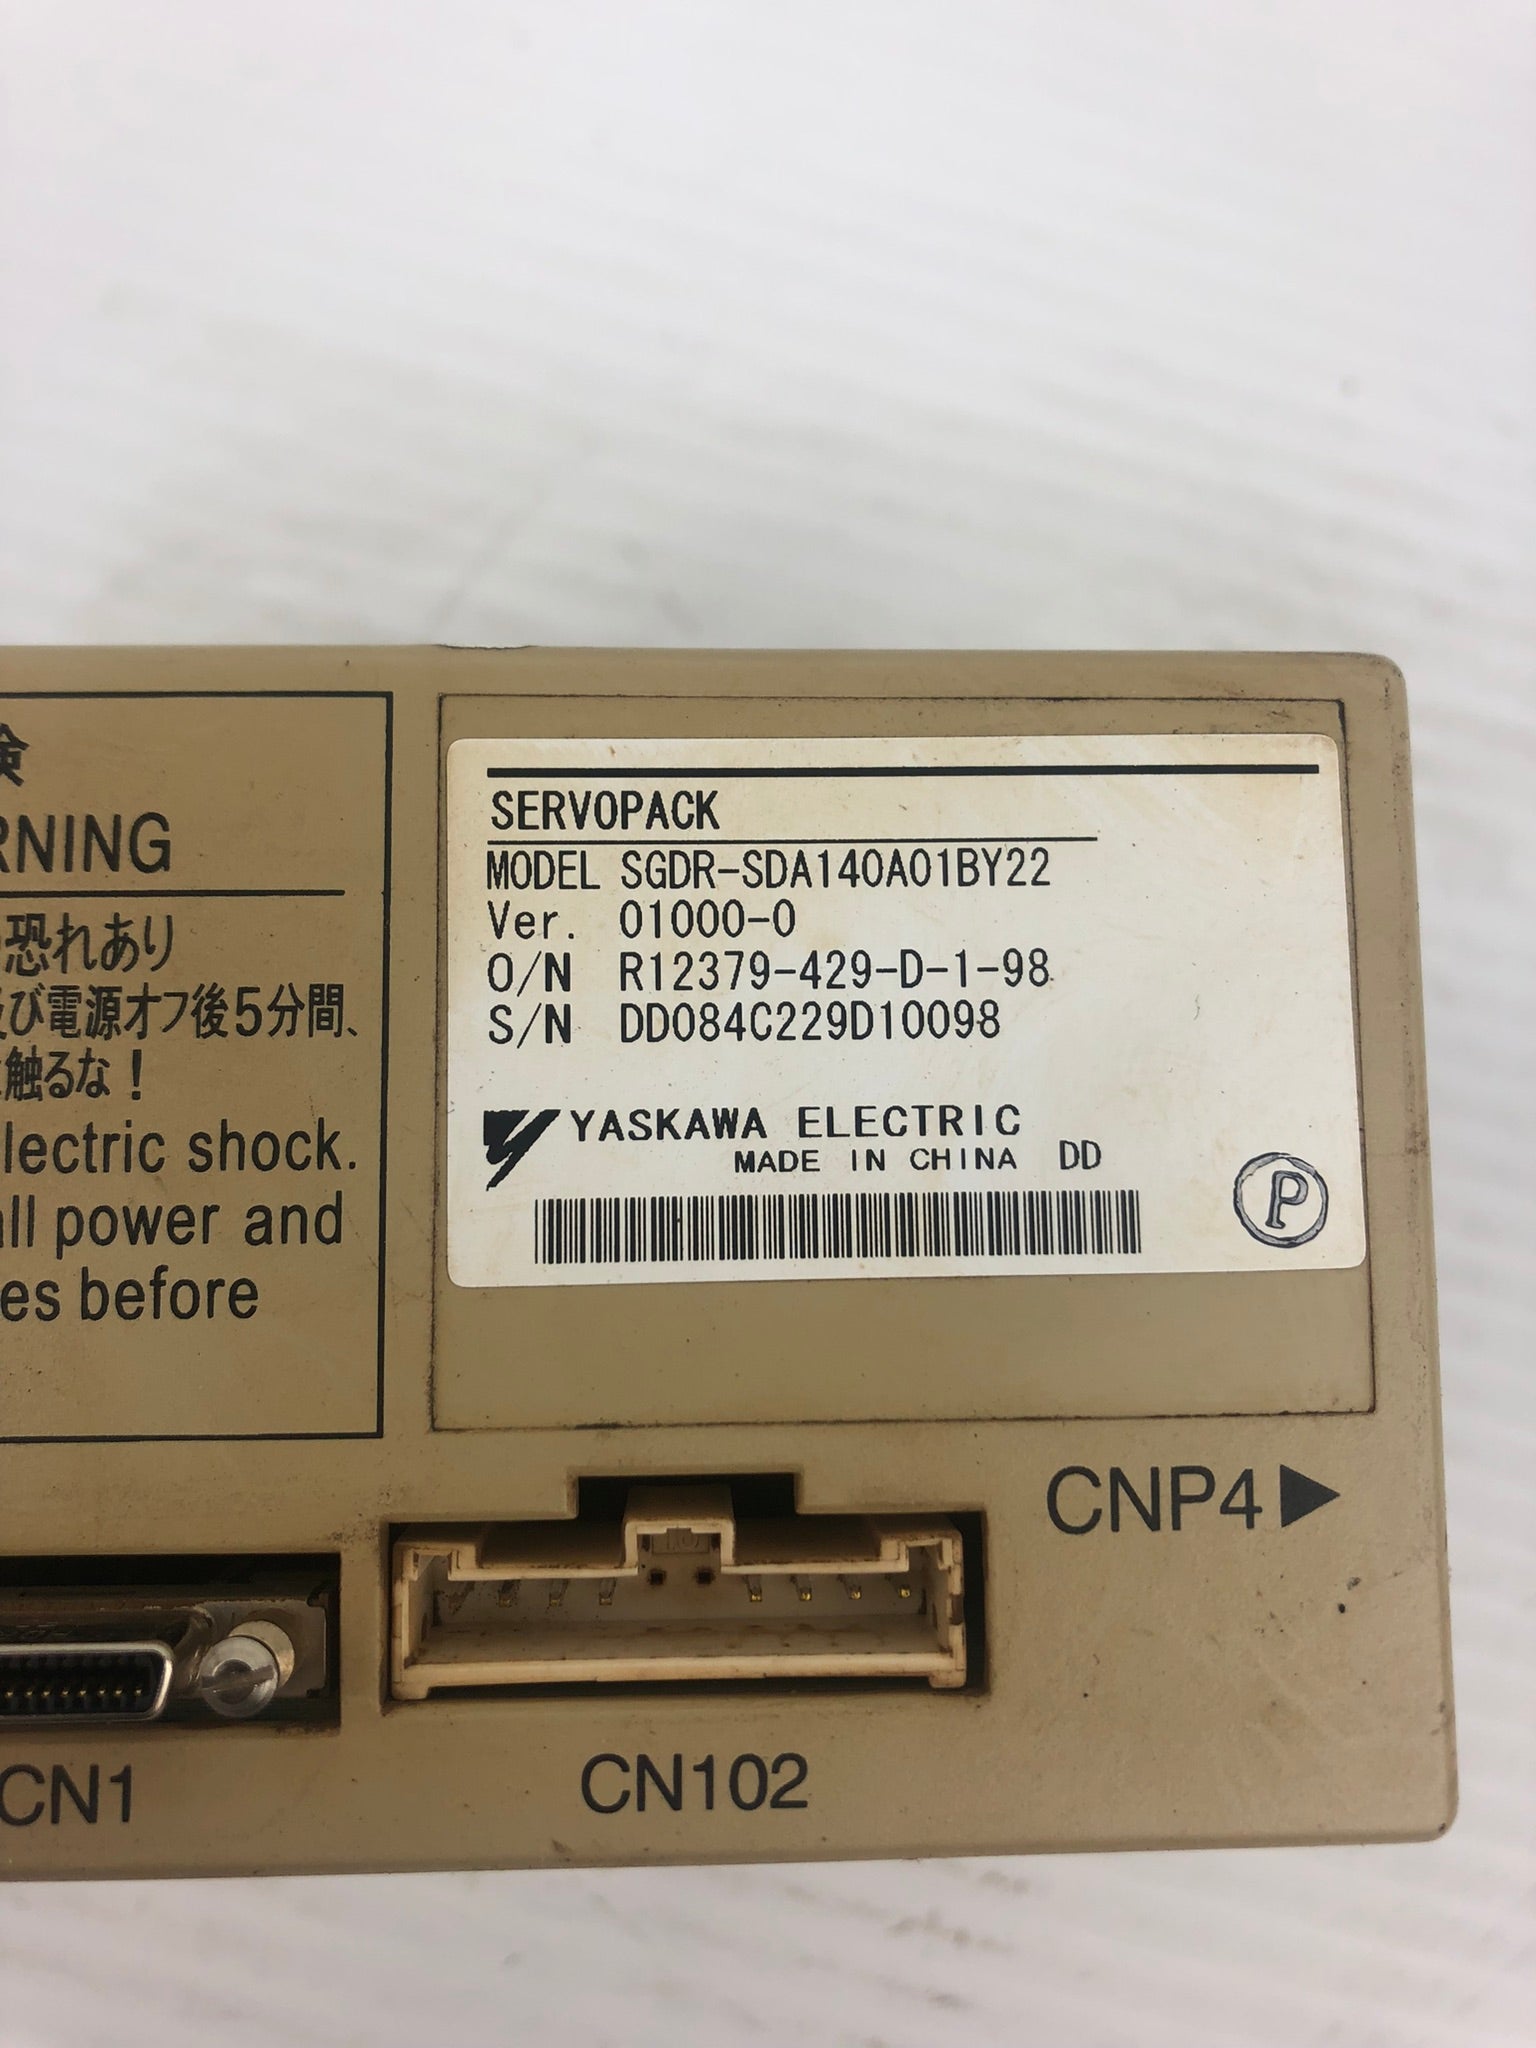 険
RNING
恐れあり
及び電源オフ後5分間、
に触るな！
lectric shock.
all power and
es before
SERVOPACK
MODEL SGDR-SDA140A01BY22
Ver. 01000-0
O/N R12379-429-D-1-98
S/N DD084C229D10098
YASKAWA ELECTRIC
MADE IN CHINA DD
P
CNP4▶
CN1
CN102